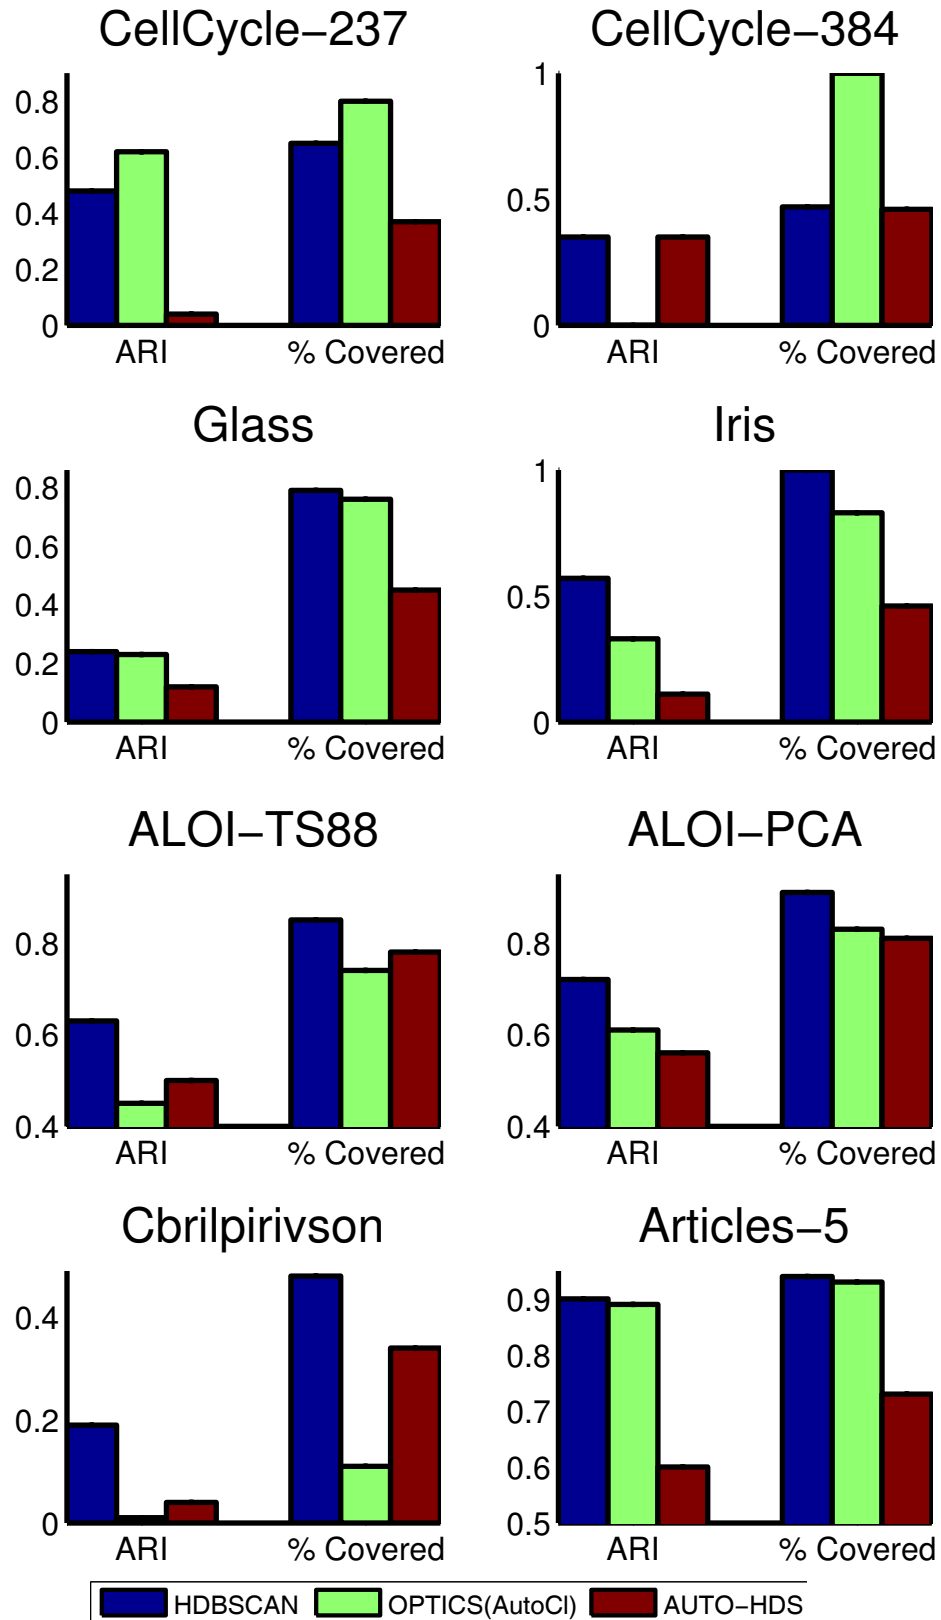 CellCycle−237
0.8
0.6
0.4
0.2
0
ARI
% Covered
CellCycle−384
1
0.5
0
ARI
% Covered
Glass
0.8
0.6
0.4
0.2
0
ARI
% Covered
Iris
1
0.5
0
ARI
% Covered
ALOI−TS88
0.8
0.6
0.4
ARI
% Covered
ALOI−PCA
0.8
0.6
0.4
ARI
% Covered
Cbrilpirivson
0.4
0.2
0
ARI
% Covered
Articles−5
0.9
0.8
0.7
0.6
0.5
ARI
% Covered
HDBSCAN
OPTICS(AutoCl)
AUTO-HDS